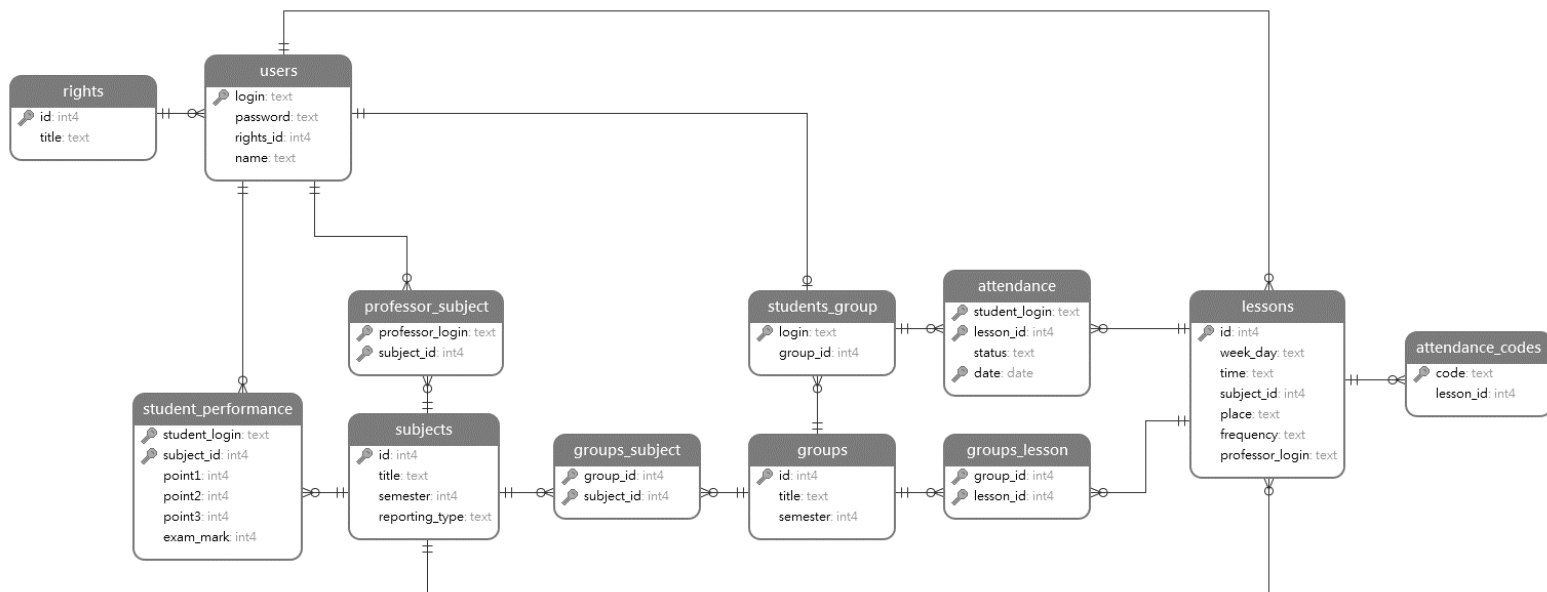 rights
id: int4
title: text
users
login: text
password: text
rights_id: int4
name: text
professor_subject
professor_login: text
subject_id: int4
students_group
login: text
group_id: int4
attendance
student_login: text
lesson_id: int4
status: text
date: date
lessons
id: int4
week_day: text
time: text
subject_id: int4
place: text
frequency: text
professor_login: text
attendance_codes
code: text
lesson_id: int4
student_performance
student_login: text
subject_id: int4
point1: int4
point2: int4
point3: int4
exam_mark: int4
subjects
id: int4
title: text
semester: int4
reporting_type: text
groups_subject
group_id: int4
subject_id: int4
groups
id: int4
title: text
semester: int4
groups_lesson
group_id: int4
lesson_id: int4